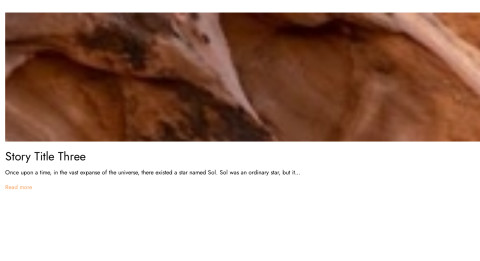 Story Title Three
Once upon a time, in the vast expanse of the universe, there existed a star named Sol. Sol was an ordinary star, but it...
Read more